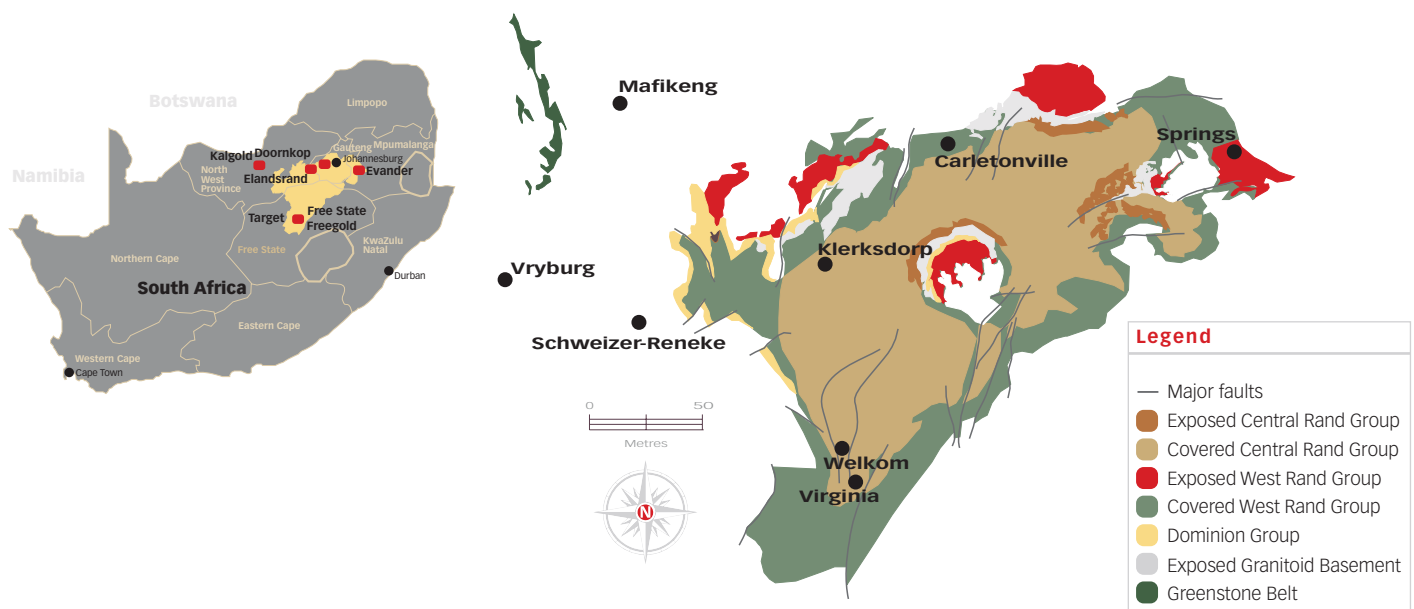 Botswana
Namibia
Limpopo
Mpumalanga
Gauteng
Kalgold
Doornkop
Johannesburg
North
West
Province
Elandsrand
Evander
Target
Free State
Freegold
Free State
KwaZulu
Natal
Northern Cape
Durban
South Africa
Eastern Cape
Western Cape
Cape Town
Mafikeng
Springs
Carletonville
Klerksdorp
Vryburg
Schweizer-Reneke
0 50
Metres
N
Welkom
Virginia
Legend
Major faults
Exposed Central Rand Group
Covered Central Rand Group
Exposed West Rand Group
Covered West Rand Group
Dominion Group
Exposed Granitoid Basement
Greenstone Belt